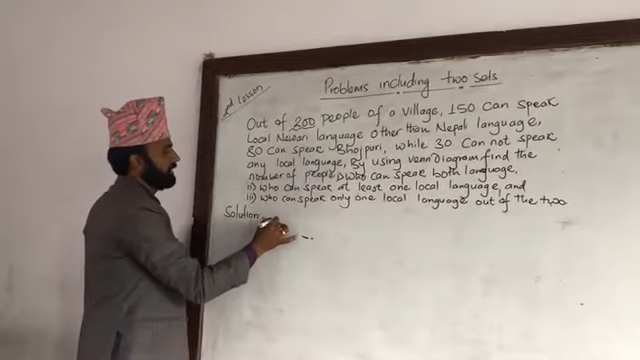 2nd lesson
Problems including two sets
Out of 200 people of a village, 150 can speak
Local Newari language other than Nepali language,
80 can speak Bhojpuri, while 30 can not speak
any local language, By using venn diagram find the
number of people i) who can speak both language,
ii) who can speak at least one local language, and
iii) who can speak only one local language out of the two
Solution: